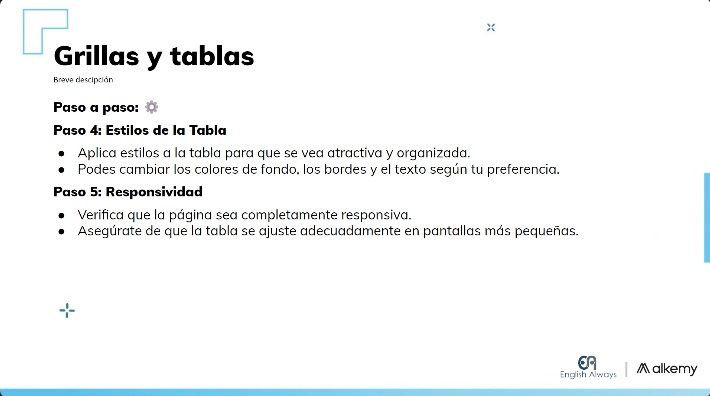 Grillas y tablas
Breve descipción
Paso a paso:
Paso 4: Estilos de la Tabla
● Aplica estilos a la tabla para que se vea atractiva y organizada.
● Podes cambiar los colores de fondo, los bordes y el texto según tu preferencia.
Paso 5: Responsividad
● Verifica que la página sea completamente responsiva.
● Asegúrate de que la tabla se ajuste adecuadamente en pantallas más pequeñas.
EA
English Always | alkemy